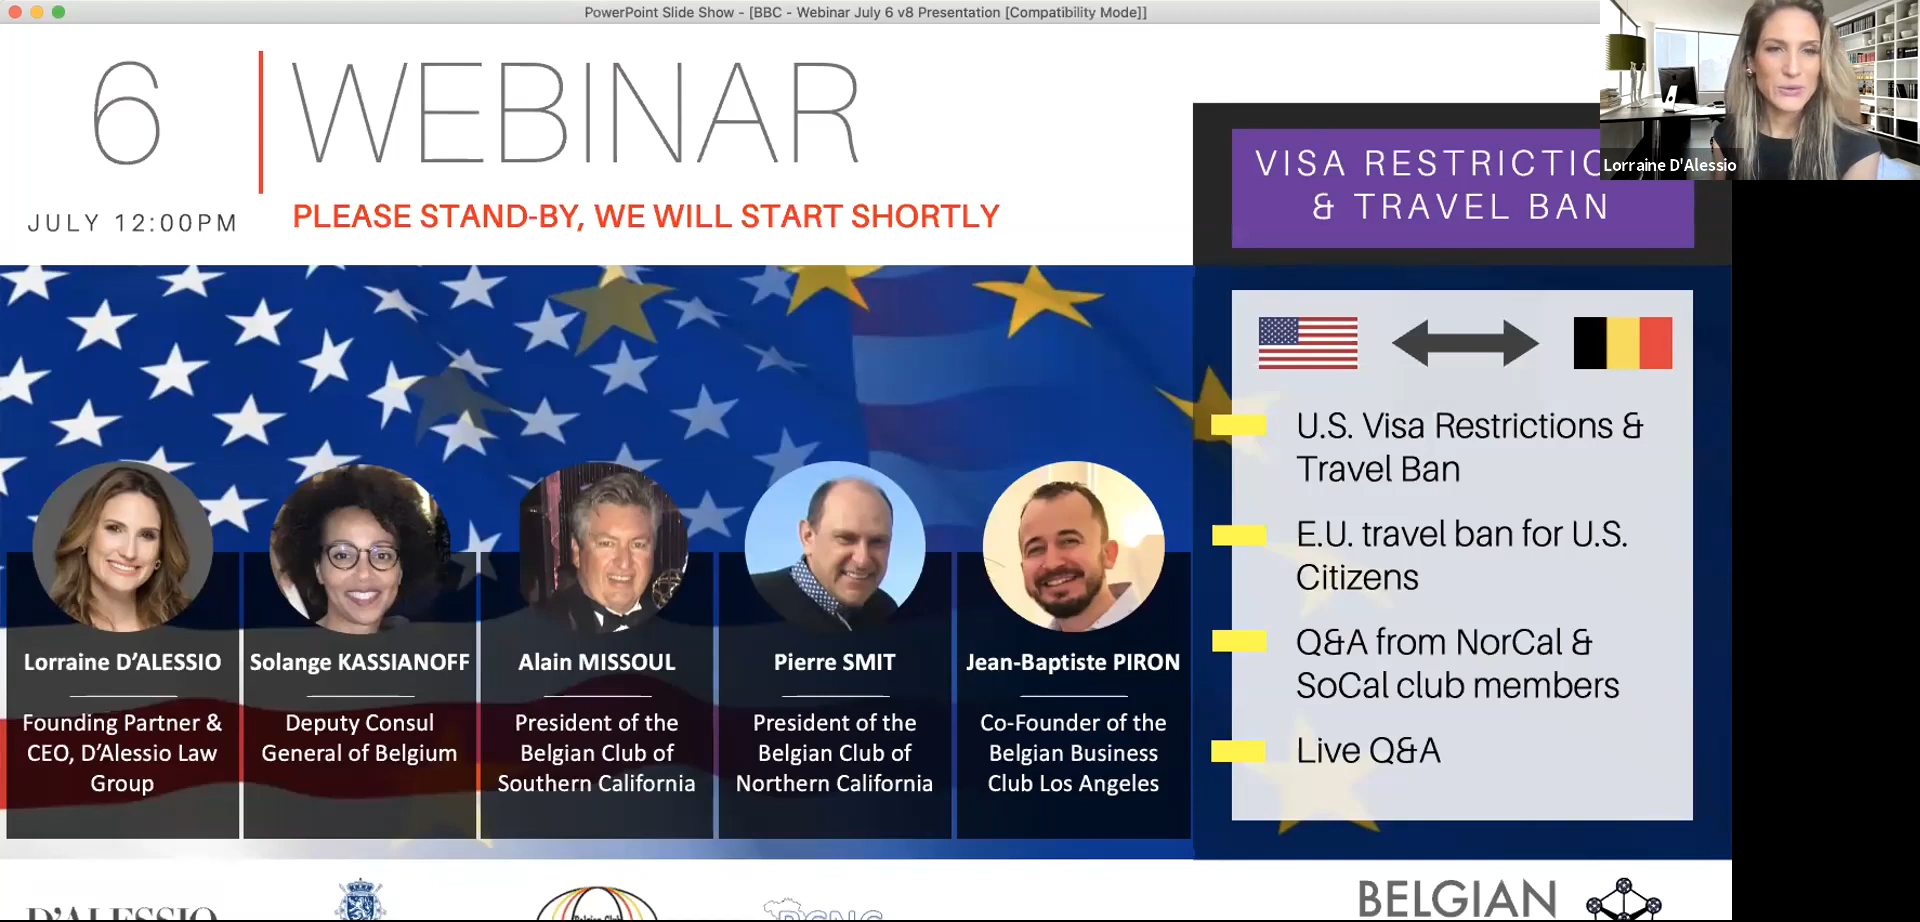 PowerPoint Slide Show - [BBC - Webinar July 6 v8 Presentation [Compatibility Mode]]
6
WEBINAR
JULY 12:00PM
PLEASE STAND-BY, WE WILL START SHORTLY
VISA RESTRICTIO
& TRAVEL BAN
Lorraine D'Alessio
U.S. Visa Restrictions &
Travel Ban
E.U. travel ban for U.S.
Citizens
Q&A from NorCal &
SoCal club members
Live Q&A
Lorraine D’ALESSIO
Founding Partner &
CEO, D’Alessio Law
Group
Solange KASSIANOFF
Deputy Consul
General of Belgium
Alain MISSOUL
President of the
Belgian Club of
Southern California
Pierre SMIT
President of the
Belgian Club of
Northern California
Jean-Baptiste PIRON
Co-Founder of the
Belgian Business
Club Los Angeles
D'ALESSIO
Belgian Club
BCNC
BELGIAN